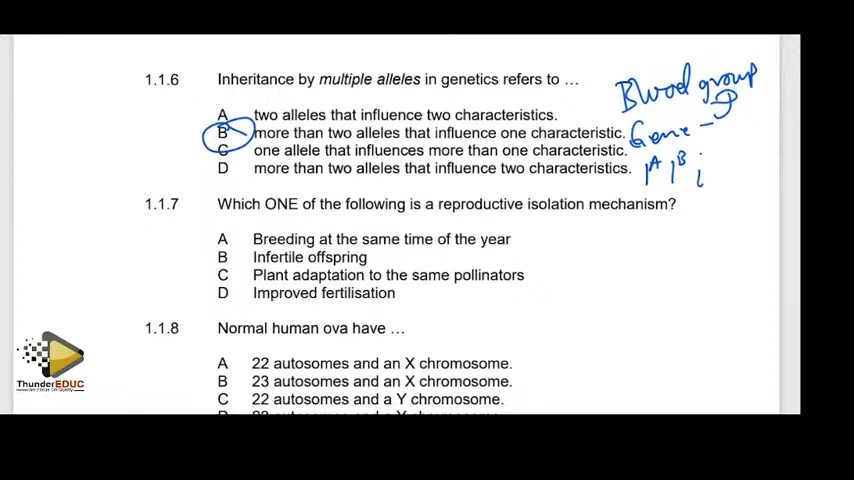 1.1.6 Inheritance by multiple alleles in genetics refers to …
A two alleles that influence two characteristics.
B more than two alleles that influence one characteristic.
C one allele that influences more than one characteristic.
D more than two alleles that influence two characteristics.
Blood group
Gene -
I^A I^B i
1.1.7 Which ONE of the following is a reproductive isolation mechanism?
A Breeding at the same time of the year
B Infertile offspring
C Plant adaptation to the same pollinators
D Improved fertilisation
1.1.8 Normal human ova have …
A 22 autosomes and an X chromosome.
B 23 autosomes and an X chromosome.
C 22 autosomes and a Y chromosome.
ThunderEDUC